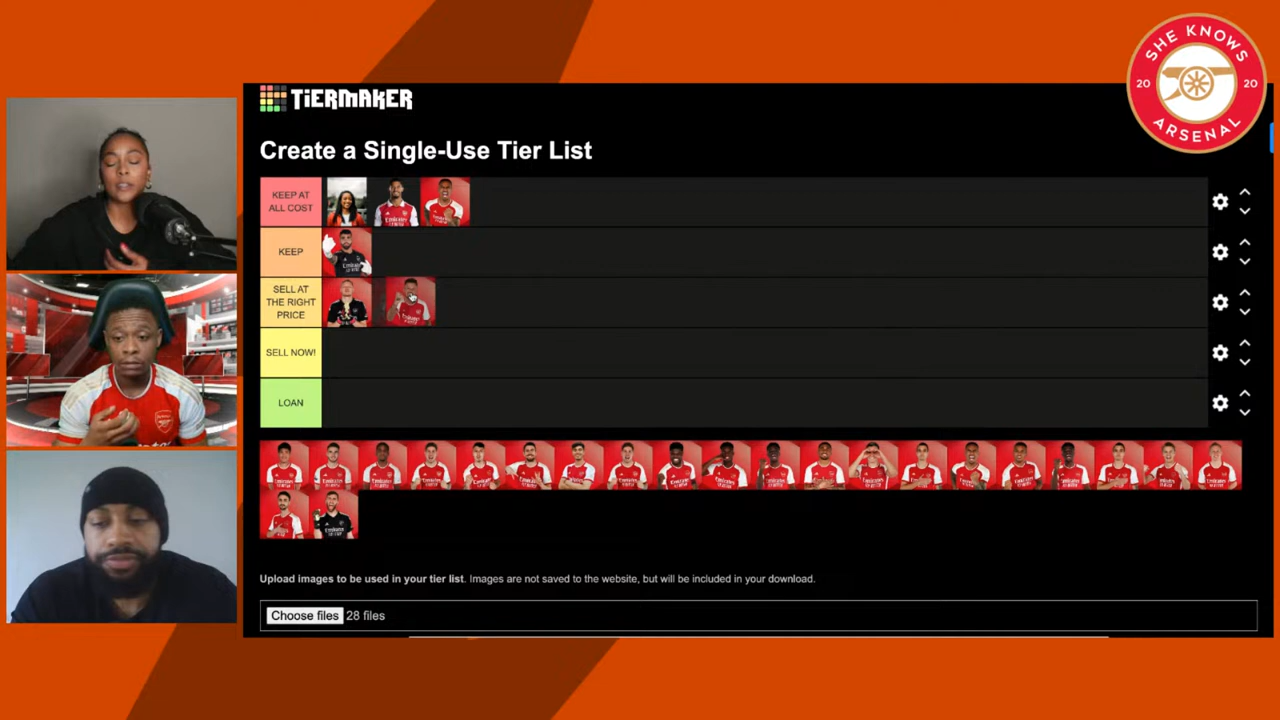 SHE KNOWS
20 20
ARSENAL
TiERMAKER
Create a Single-Use Tier List
KEEP AT
ALL COST
KEEP
SELL AT
THE RIGHT
PRICE
SELL NOW!
LOAN
Upload images to be used in your tier list. Images are not saved to the website, but will be included in your download.
Choose files 28 files